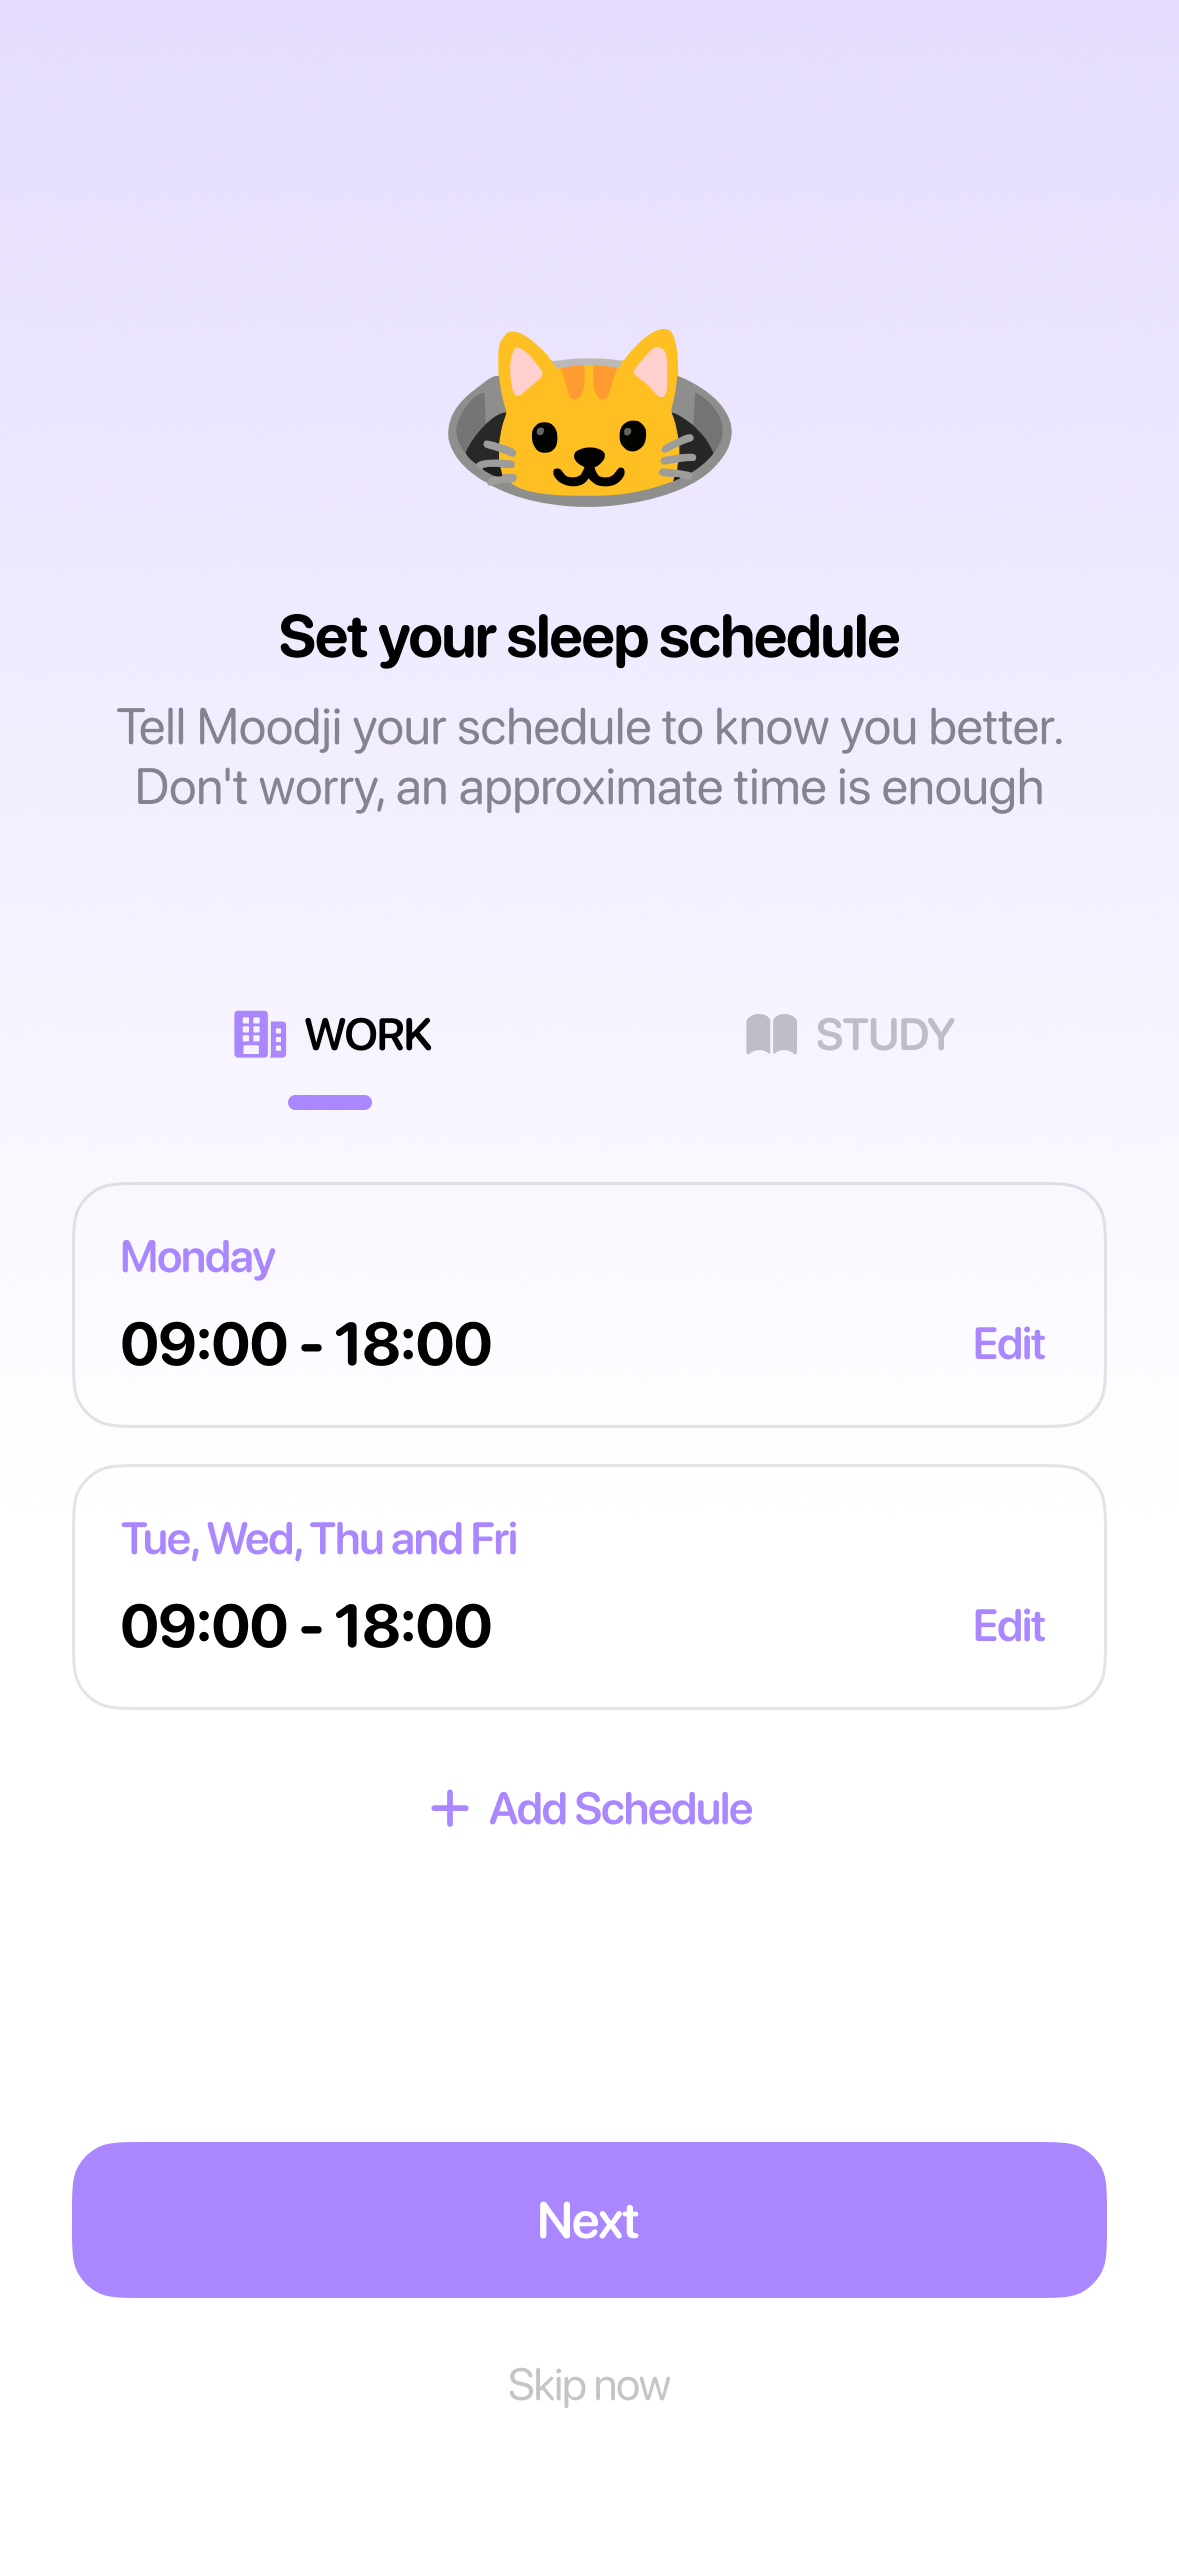 Set your sleep schedule
Tell Moodji your schedule to know you better.
Don't worry, an approximate time is enough
WORK
STUDY
Monday
09:00 - 18:00
Edit
Tue, Wed, Thu and Fri
09:00 - 18:00
Edit
+ Add Schedule
Next
Skip now